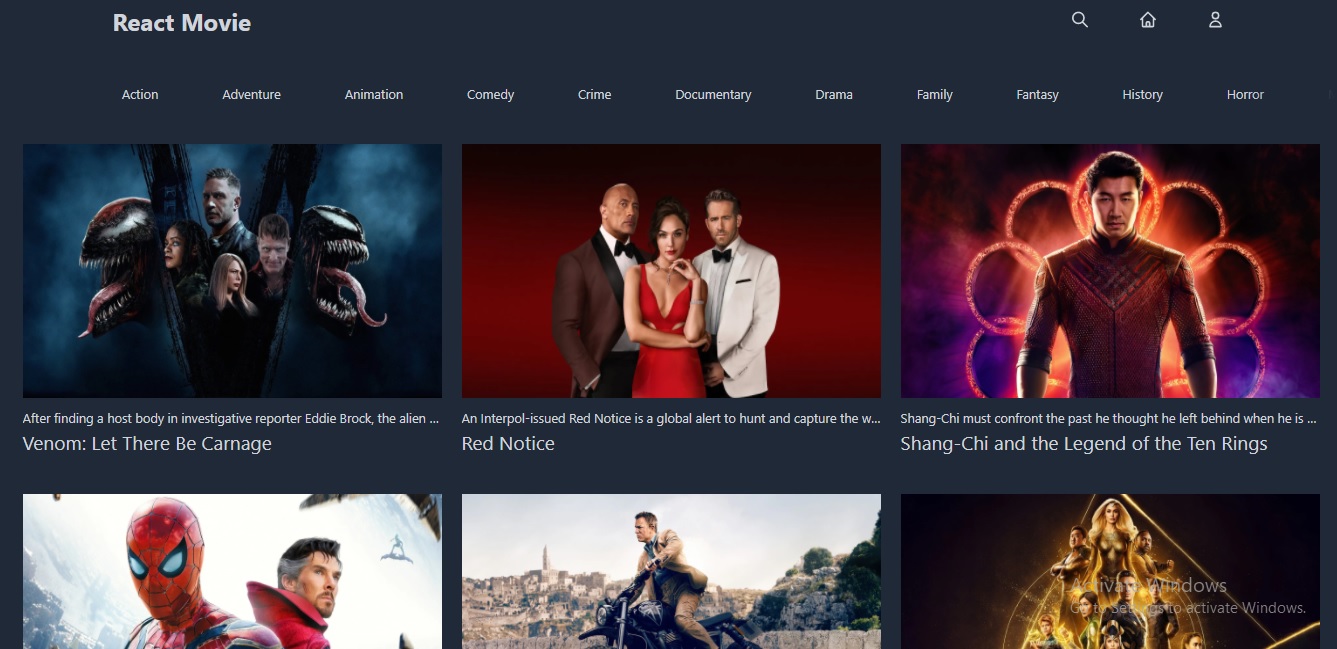 React Movie
Action Adventure Animation Comedy Crime Documentary Drama Family Fantasy History Horror
After finding a host body in investigative reporter Eddie Brock, the alien ...
Venom: Let There Be Carnage
An Interpol-issued Red Notice is a global alert to hunt and capture the w...
Red Notice
Shang-Chi must confront the past he thought he left behind when he is ...
Shang-Chi and the Legend of the Ten Rings
Activate Windows
Go to Settings to activate Windows.